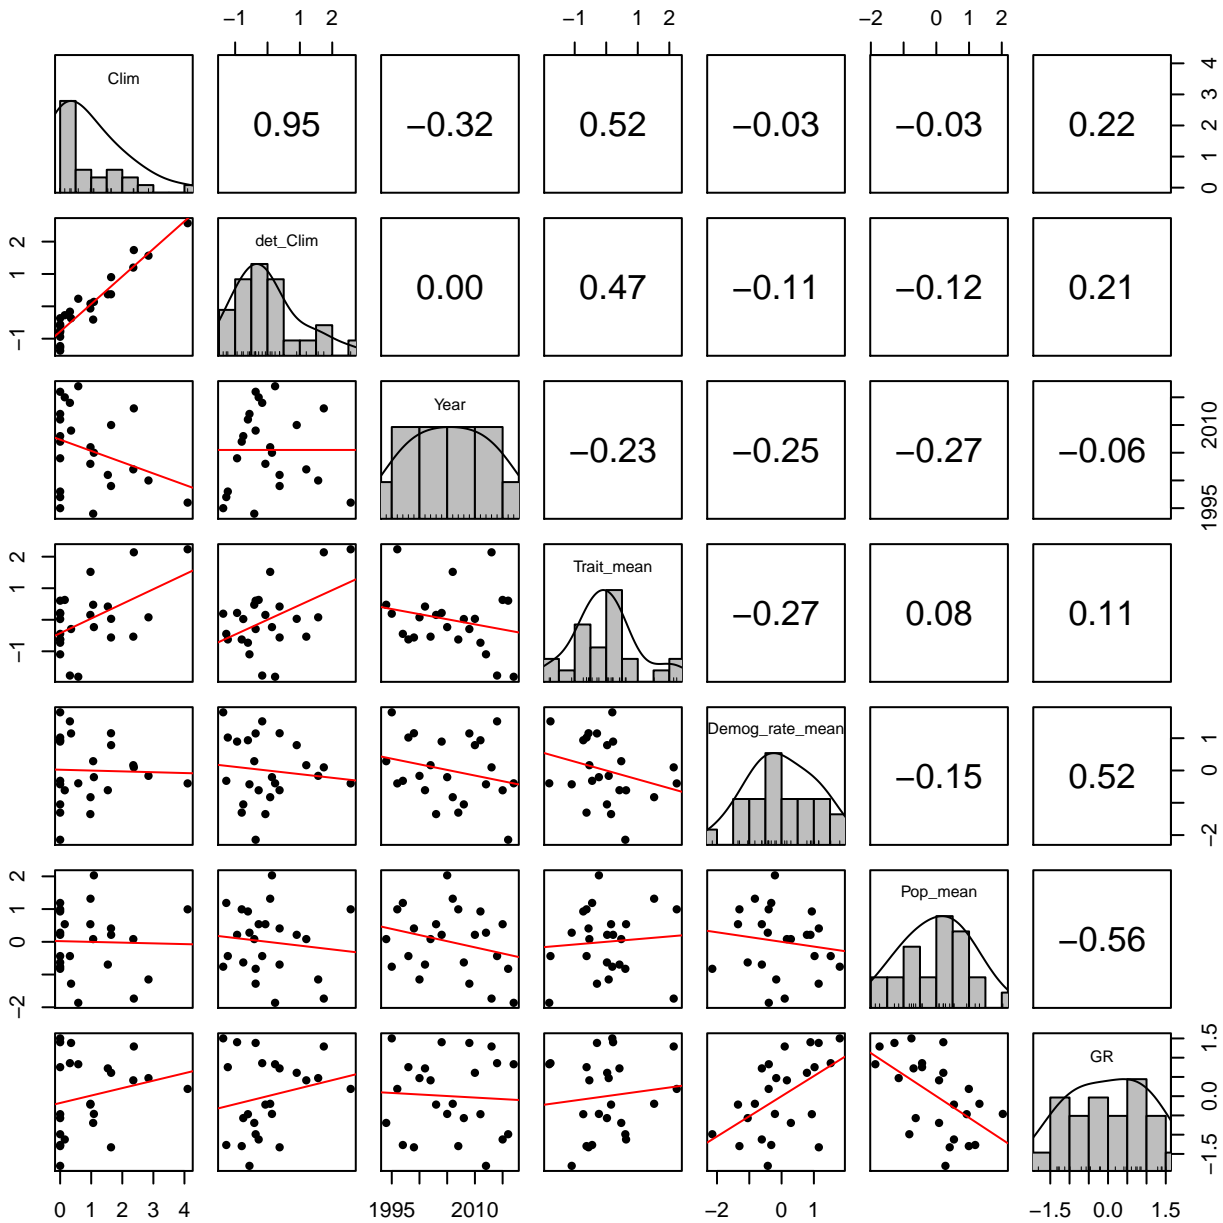 −1 1 2 −1 1 2 −2 0 2
Clim 0.95 −0.32 0.52 −0.03 −0.03 0.22 0 1 2 3 4
−1 1 2 det_Clim 0.00 0.47 −0.11 −0.12 0.21
Year −0.23 −0.25 −0.27 −0.06 1995 2010
−1 1 2 Trait_mean −0.27 0.08 0.11
Demog_rate_mean −0.15 0.52 −2 0 1
−2 0 1 2 Pop_mean −0.56
GR −1.5 0.0 1.5
0 1 2 3 4 1995 2010 −2 0 1 −1.5 0.0 1.5